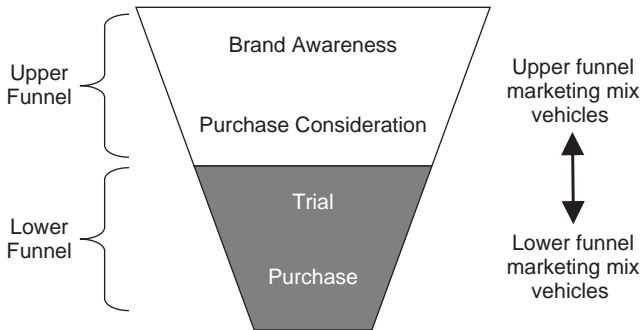 Upper
Funnel
Brand Awareness
Purchase Consideration
Upper funnel
marketing mix
vehicles
Lower
Funnel
Trial
Purchase
Lower funnel
marketing mix
vehicles